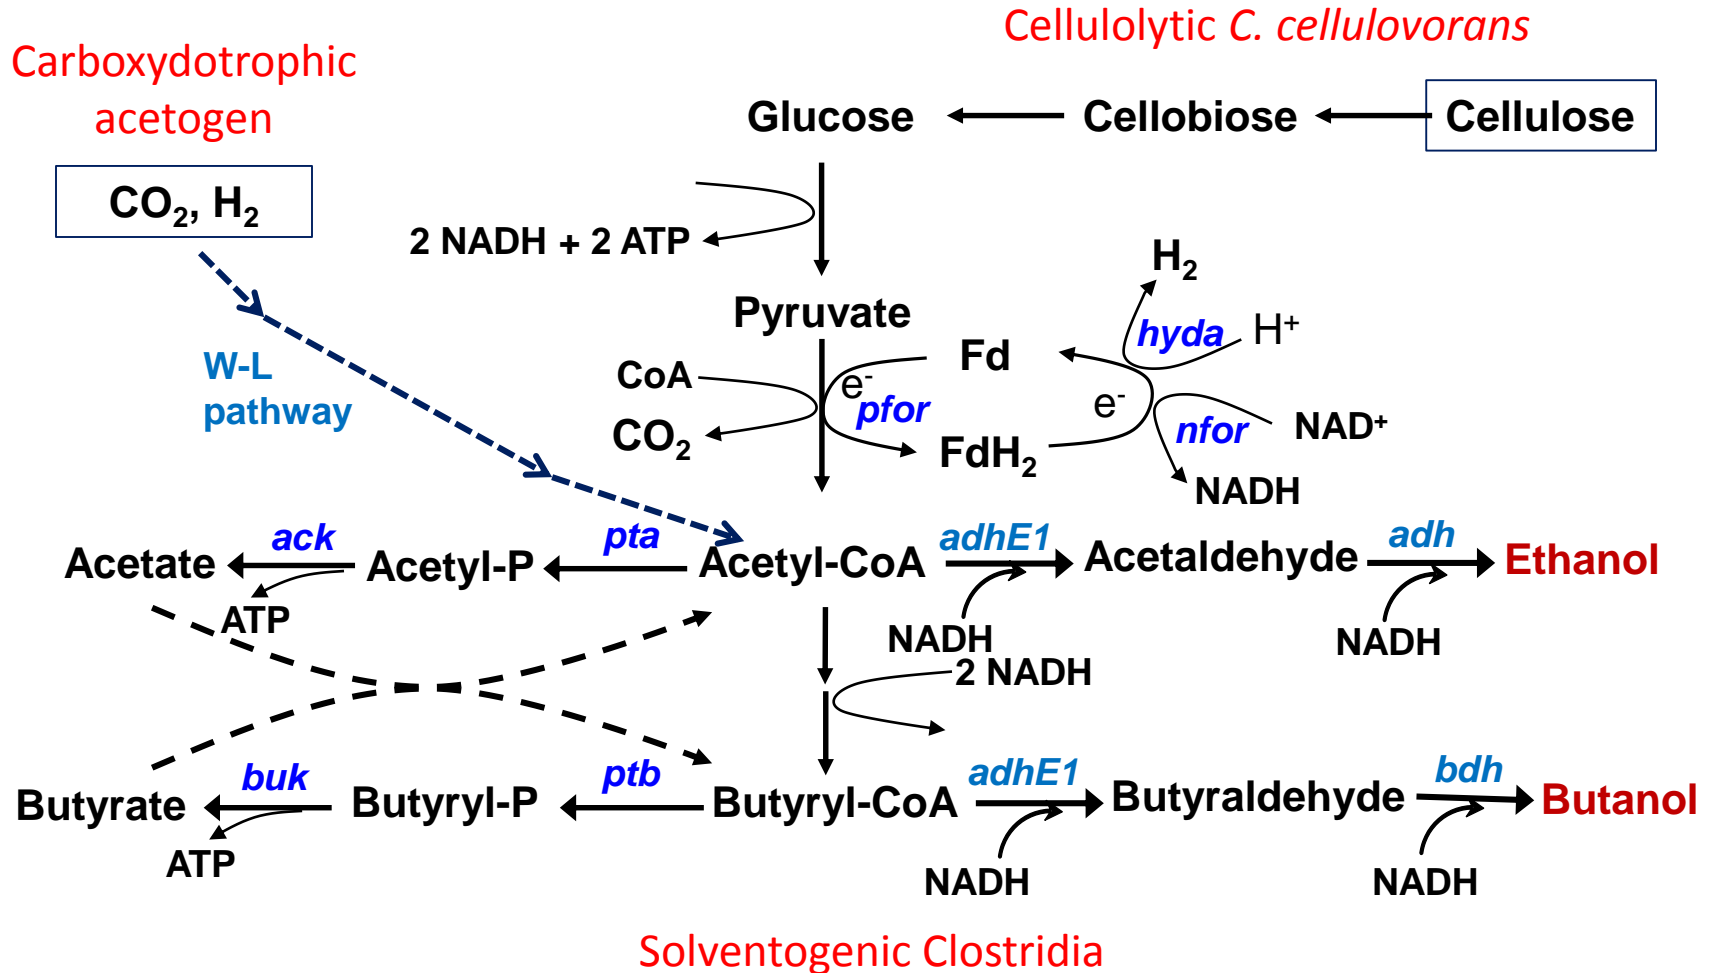 Cellulolytic C. cellulovorans
Carboxydotrophic
acetogen
Glucose
Cellobiose
Cellulose
CO₂, H₂
2 NADH + 2 ATP
H₂
Pyruvate
hyda
H⁺
Fd
W-L
pathway
CoA
e⁻
pfor
e⁻
CO₂
FdH₂
nfor
NAD⁺
NADH
Acetate
ack
Acetyl-P
pta
Acetyl-CoA
adhE1
Acetaldehyde
adh
Ethanol
ATP
NADH
NADH
2 NADH
Butyrate
buk
Butyryl-P
ptb
Butyryl-CoA
adhE1
Butyraldehyde
bdh
Butanol
ATP
NADH
NADH
Solventogenic Clostridia